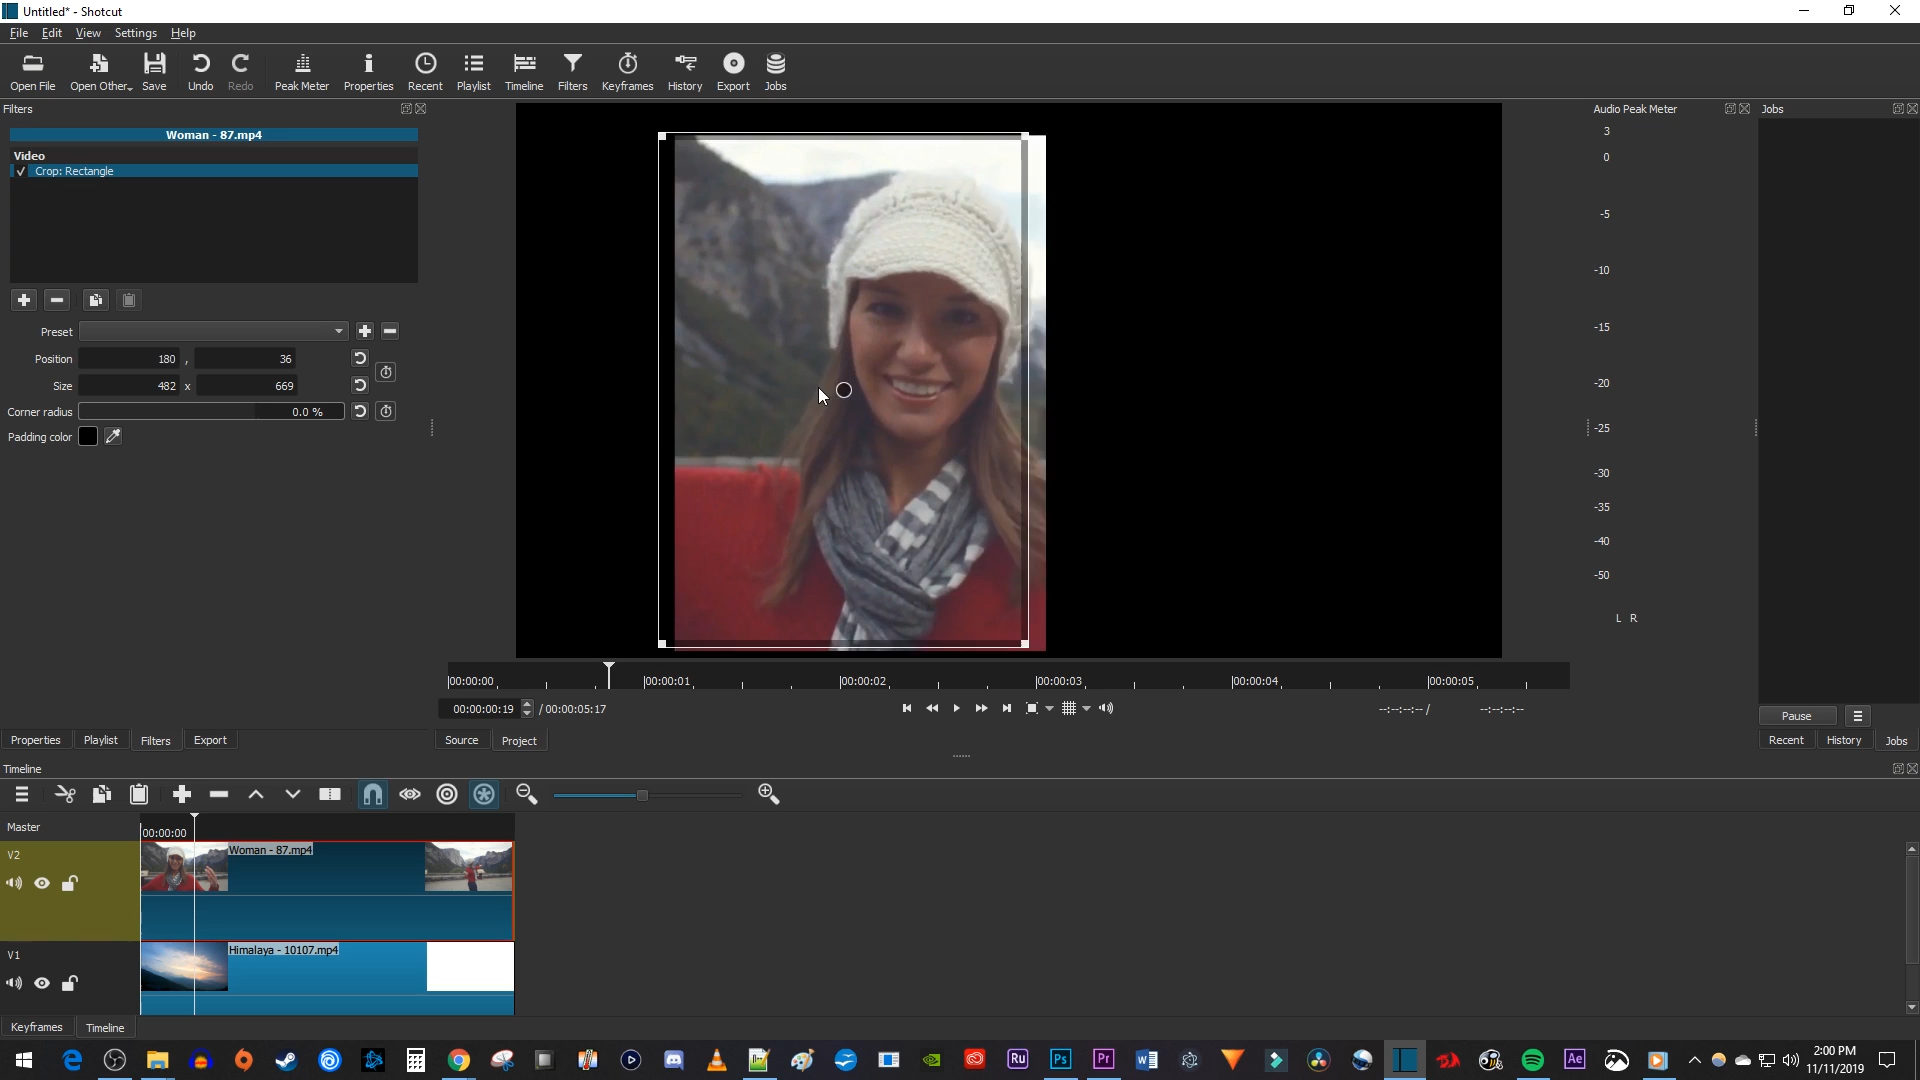 Untitled* - Shotcut
File Edit View Settings Help
Open File Open Other Save Undo Redo Peak Meter Properties Recent Playlist Timeline Filters Keyframes History Export Jobs
Filters
Woman - 87.mp4
Video
Crop: Rectangle
Preset
Position 180 , 36
Size 482 x 669
Corner radius 0.0 %
Padding color
Audio Peak Meter
3
0
-5
-10
-15
-20
-25
-30
-35
-40
-50
L R
Jobs
00:00:00 00:00:01 00:00:02 00:00:03 00:00:04 00:00:05
00:00:00:19 / 00:00:05:17 --:--:--:-- / --:--:--:--
Pause
Properties Playlist Filters Export
Source Project
Recent History Jobs
Timeline
Master
00:00:00
V2
Woman - 87.mp4
V1
Himalaya - 10107.mp4
Keyframes Timeline
Ru Ps Pr W Ae
2:00 PM
11/11/2019